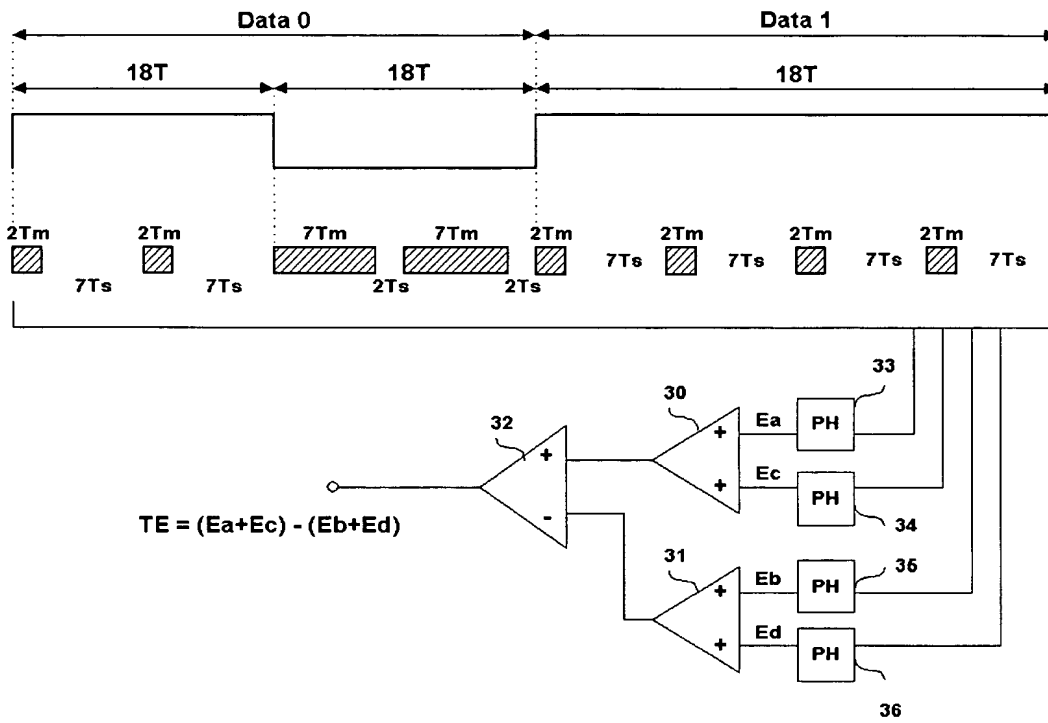 Data 0 Data 1
18T 18T 18T
2Tm 2Tm 7Tm 7Tm 2Tm 2Tm 2Tm 2Tm
7Ts 7Ts 2Ts 2Ts 7Ts 7Ts 7Ts 7Ts
33
30
Ea PH
32
+ + 
Ec PH
+
-
34
TE = (Ea+Ec) - (Eb+Ed)
31
35
Eb PH
+
Ed PH
+
36